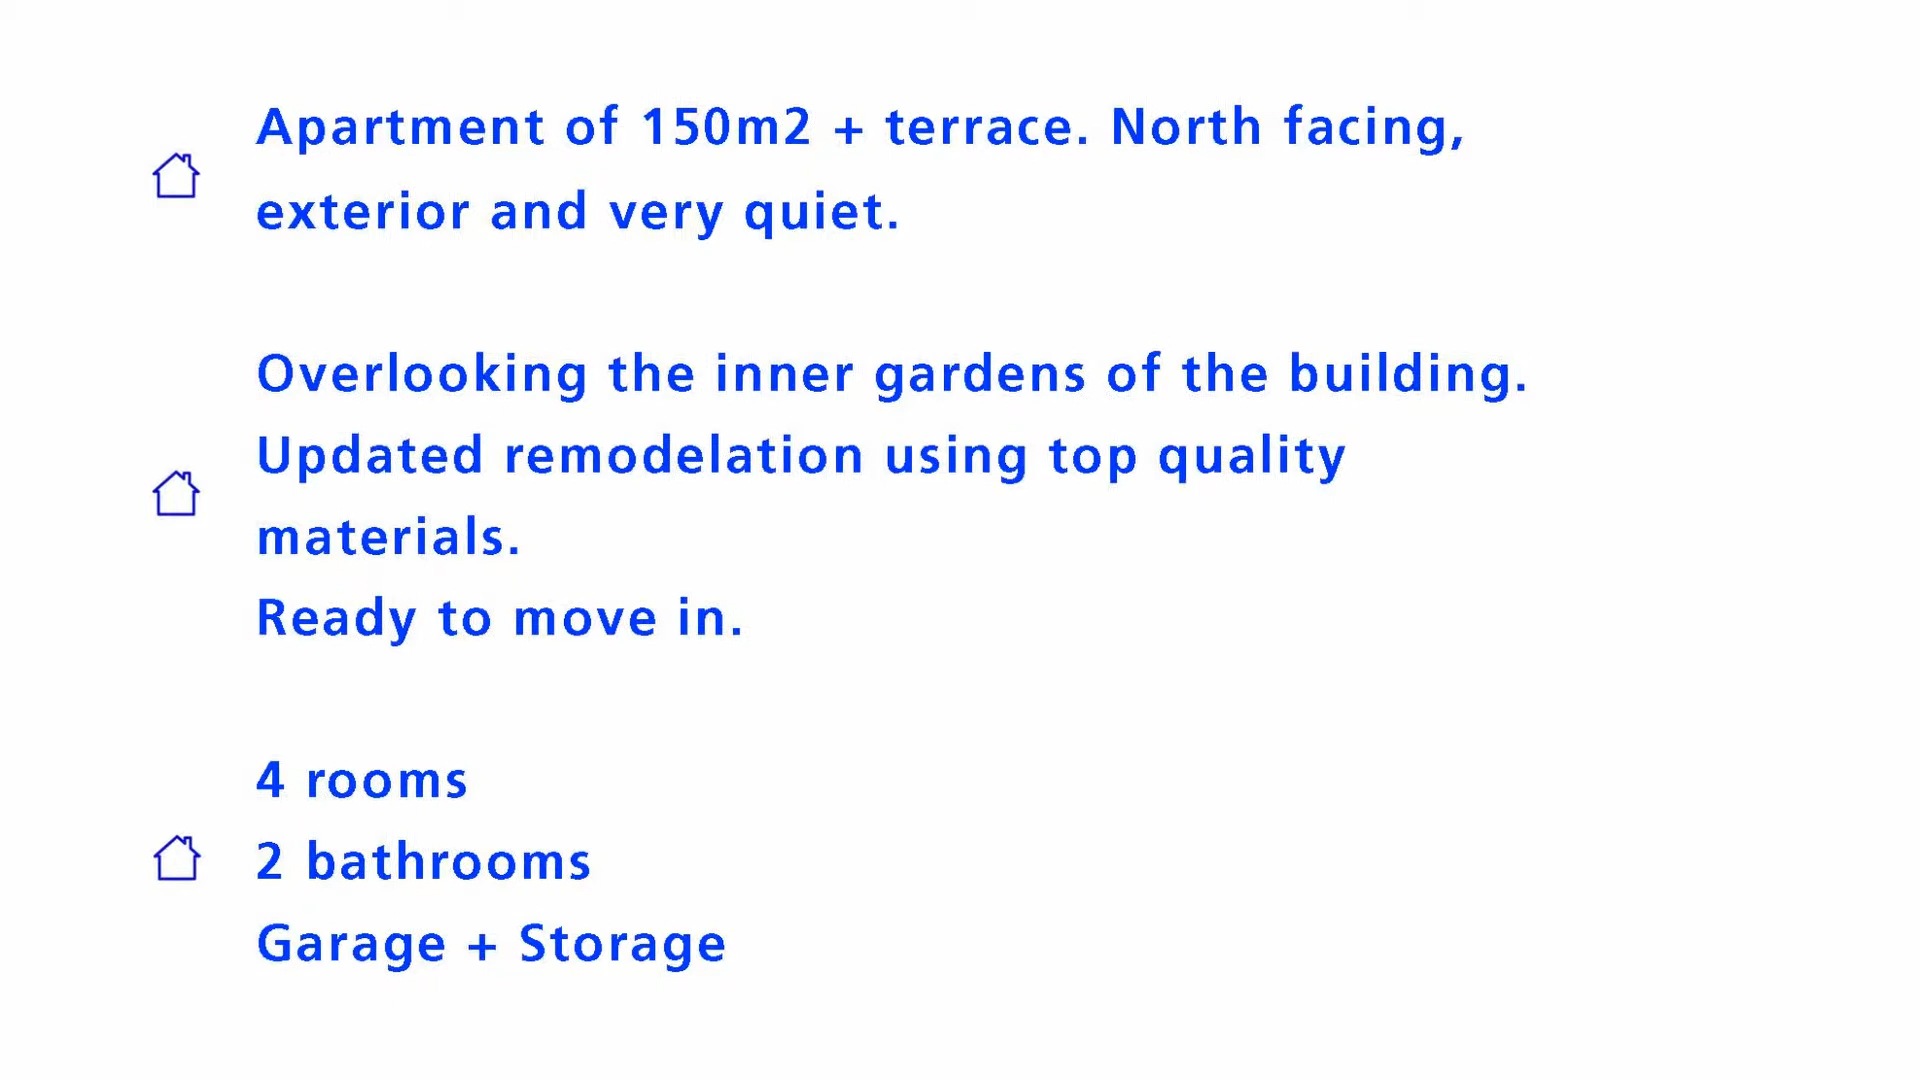 Apartment of 150m2 + terrace. North facing,
exterior and very quiet.
Overlooking the inner gardens of the building.
Updated remodelation using top quality
materials.
Ready to move in.
4 rooms
2 bathrooms
Garage + Storage